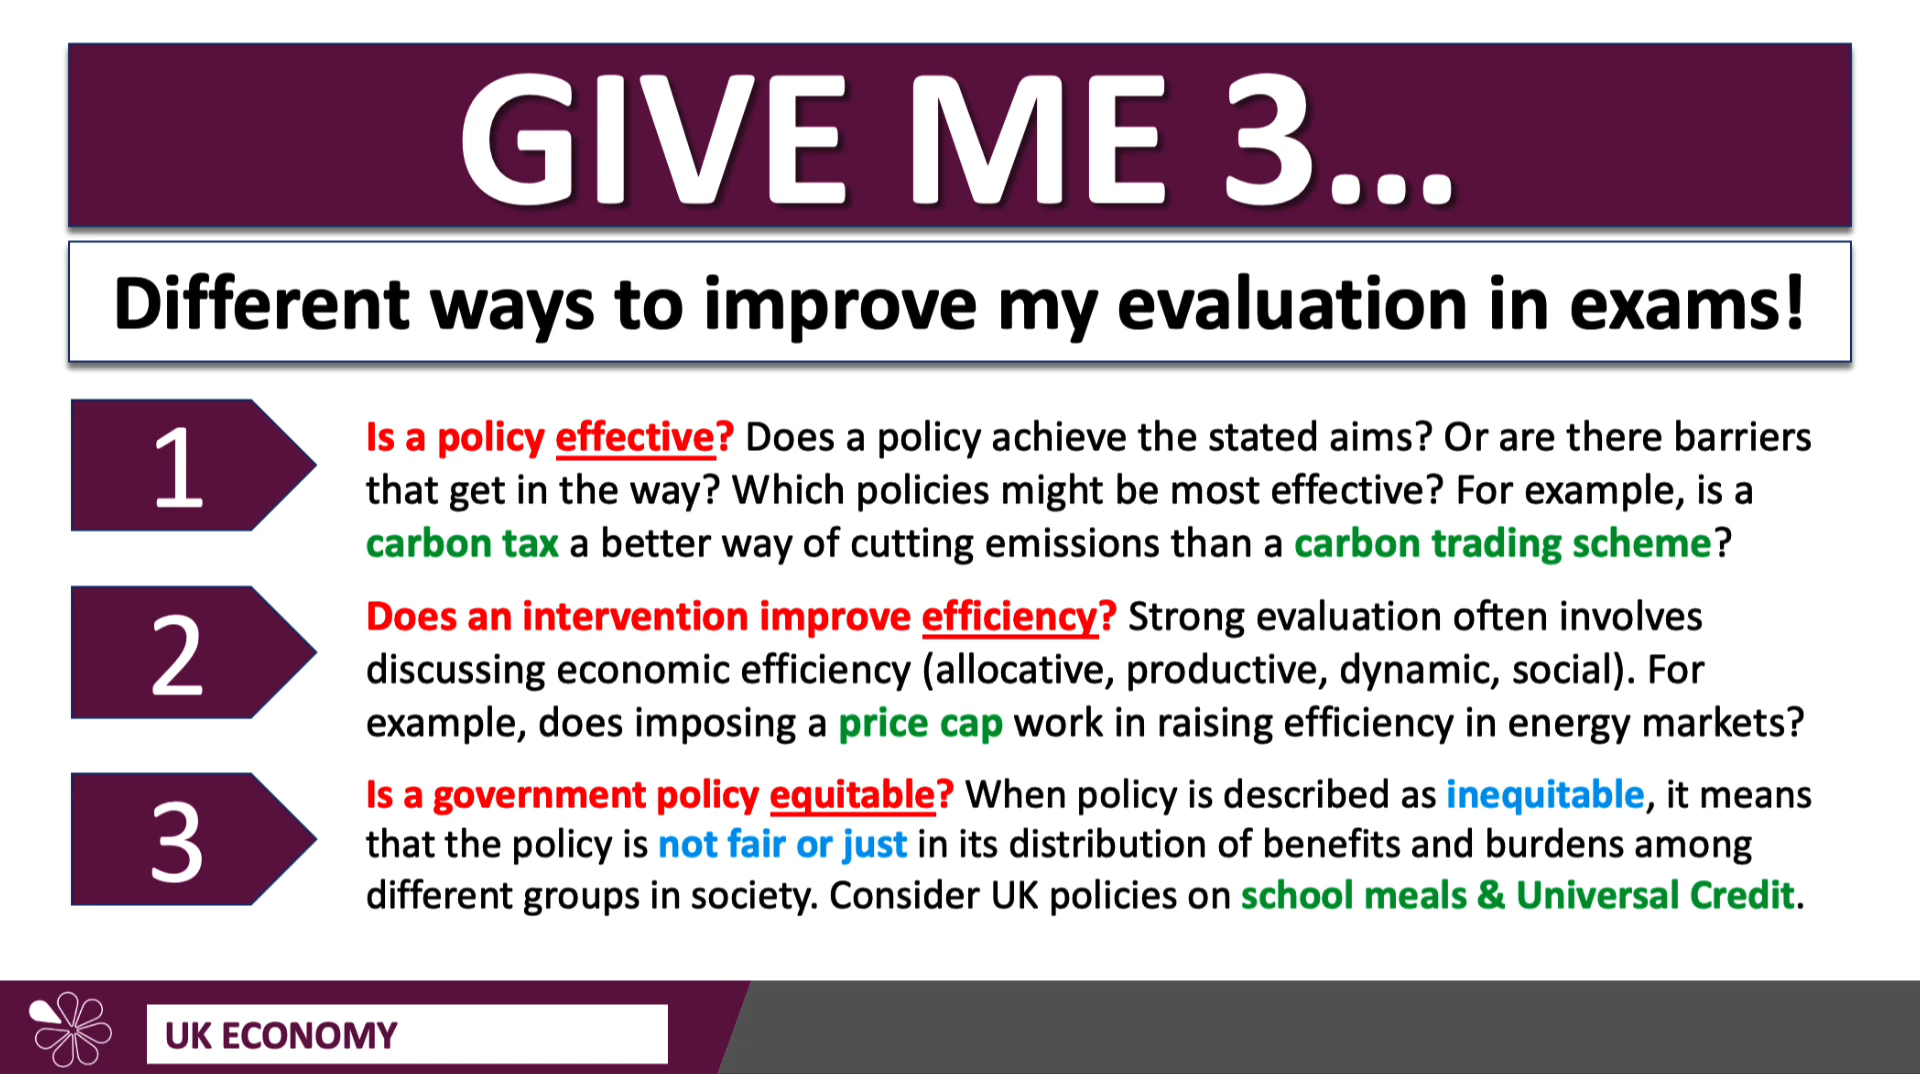 GIVE ME 3...
Different ways to improve my evaluation in exams!
1
Is a policy effective? Does a policy achieve the stated aims? Or are there barriers
that get in the way? Which policies might be most effective? For example, is a
carbon tax a better way of cutting emissions than a carbon trading scheme?
2
Does an intervention improve efficiency? Strong evaluation often involves
discussing economic efficiency (allocative, productive, dynamic, social). For
example, does imposing a price cap work in raising efficiency in energy markets?
3
Is a government policy equitable? When policy is described as inequitable, it means
that the policy is not fair or just in its distribution of benefits and burdens among
different groups in society. Consider UK policies on school meals & Universal Credit.
UK ECONOMY